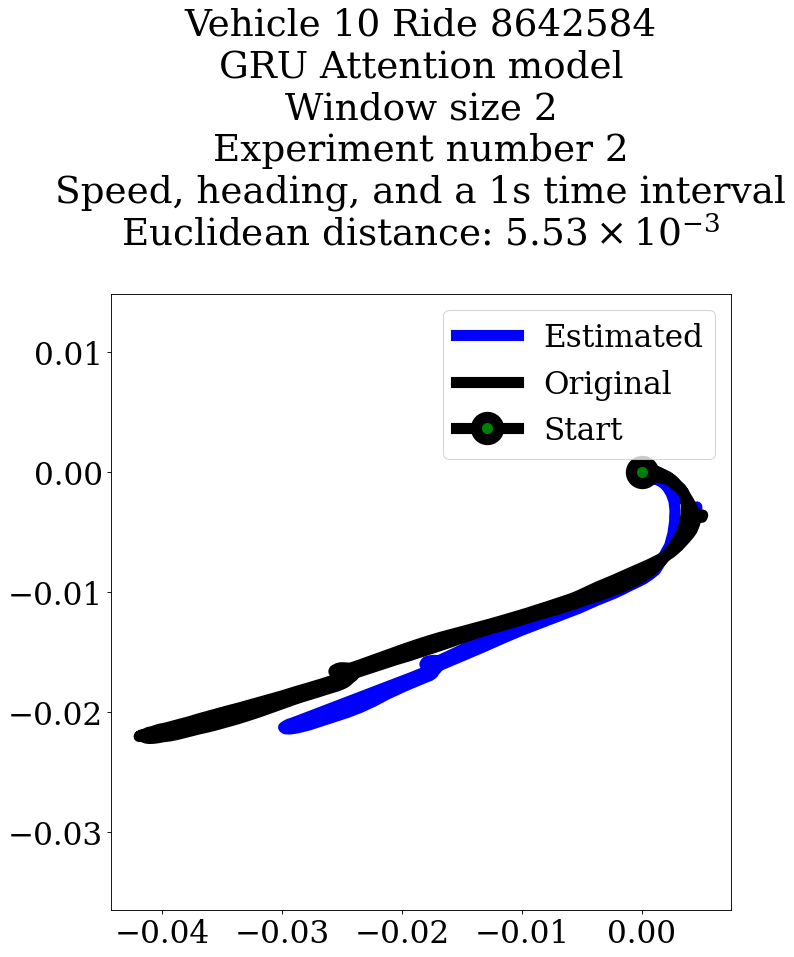 Vehicle 10 Ride 8642584
GRU Attention model
Window size 2
Experiment number 2
Speed, heading, and a 1s time interval
Euclidean distance: 5.53 × 10⁻³
Estimated
Original
Start
0.01
0.00
−0.01
−0.02
−0.03
−0.04 −0.03 −0.02 −0.01 0.00